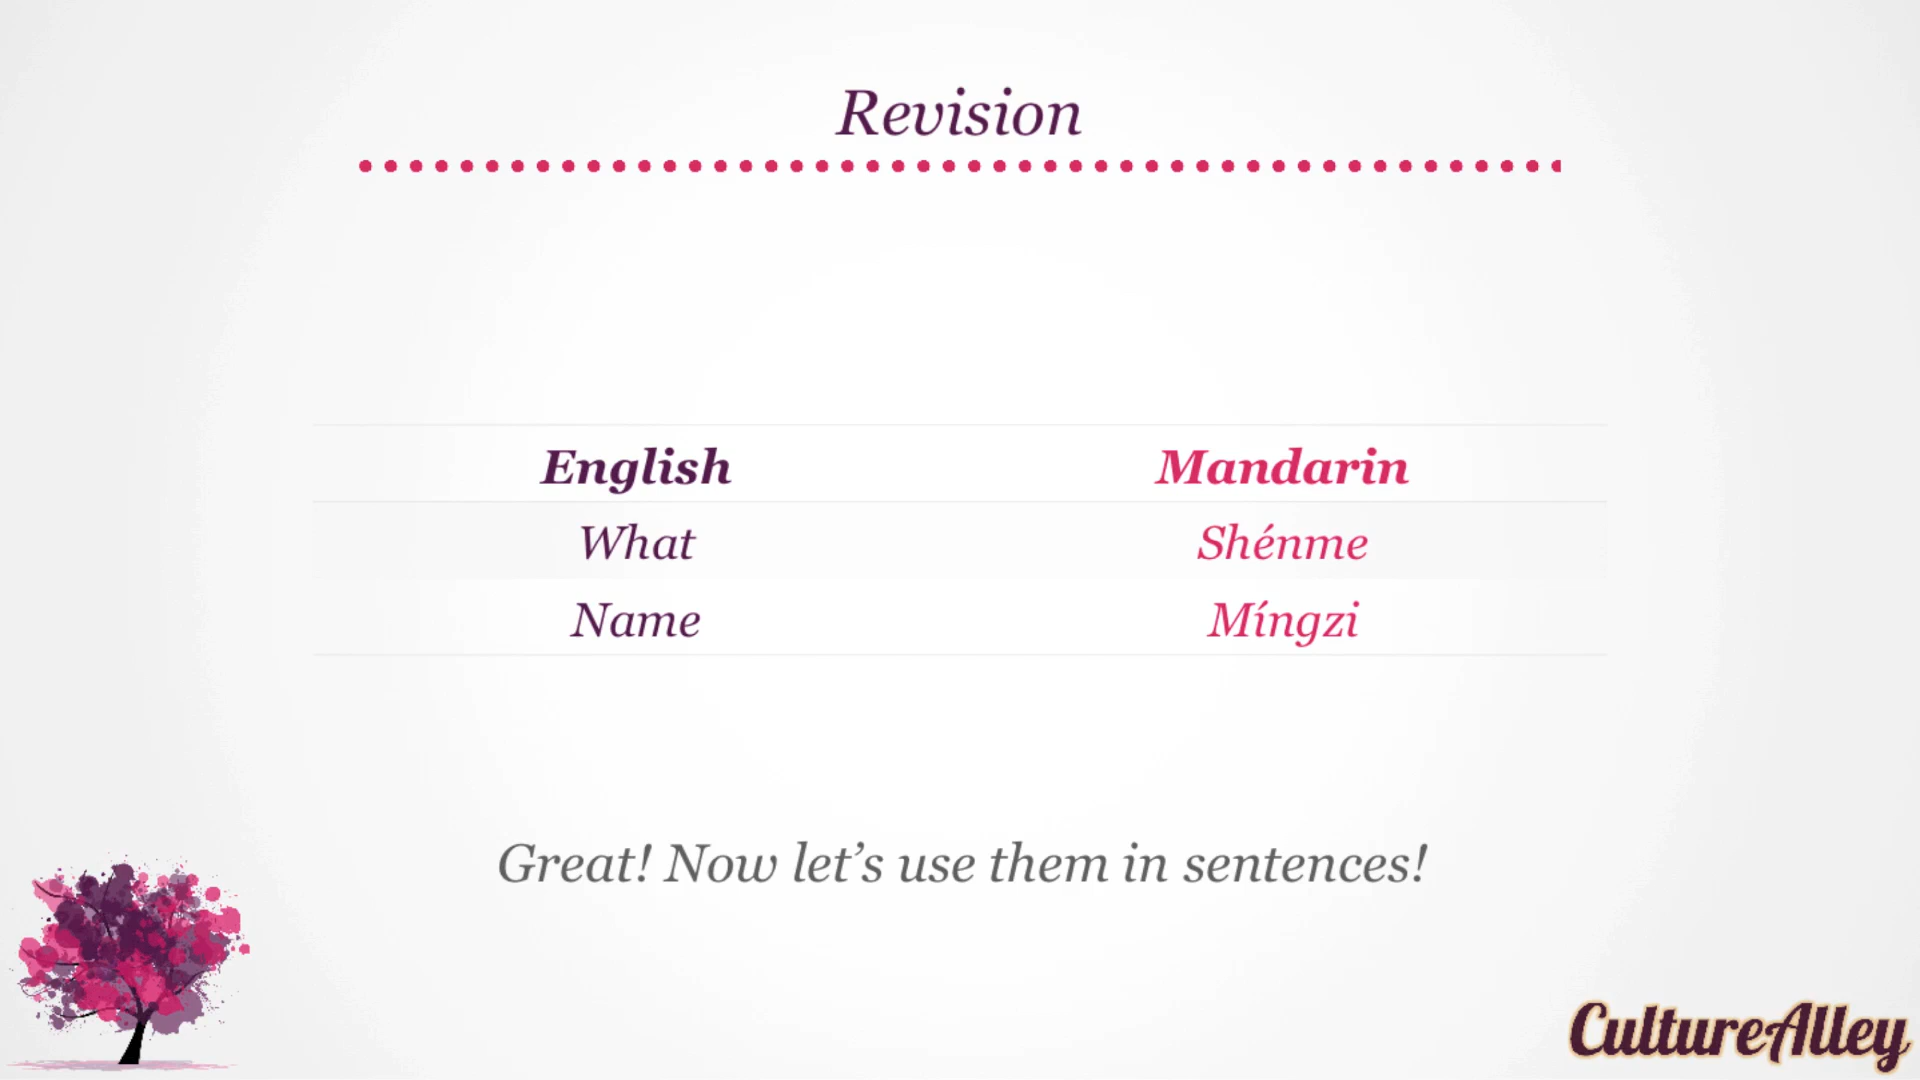 Revision
English Mandarin
What Shénme
Name Míngzi
Great! Now let’s use them in sentences!
CultureAlley